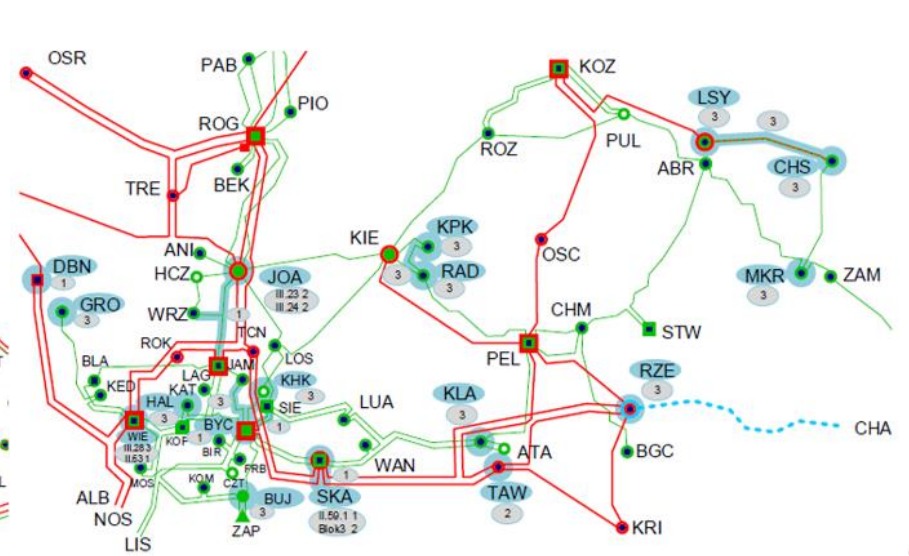 OSR
PAB
PIO
KOZ
ROG
LSY
3
3
PUL
ROZ
ABR
CHS
3
BEK
TRE
KIE
KPK
3
ANI
HCZ
OSC
DBN
1
JOA
III.23 2
III.24 2
3
RAD
3
MKR
3
ZAM
GRO
3
WRZ
1
CHM
TCN
STW
ROK
LOS
PEL
BLA
LAG
JAM
RZE
3
KED
KAT
KHK
3
KLA
3
HAL
3
SIE
LUA
1
WIE
III.28 3
II.53 1
KOP
1
BYC
CHA
BIR
WAN
ATA
BGC
PRB
1
MOS
KOM
CZT
SKA
II.59.1 1
Blok3 2
TAW
2
ALB
BUJ
3
NOS
ZAP
KRI
LIS
L